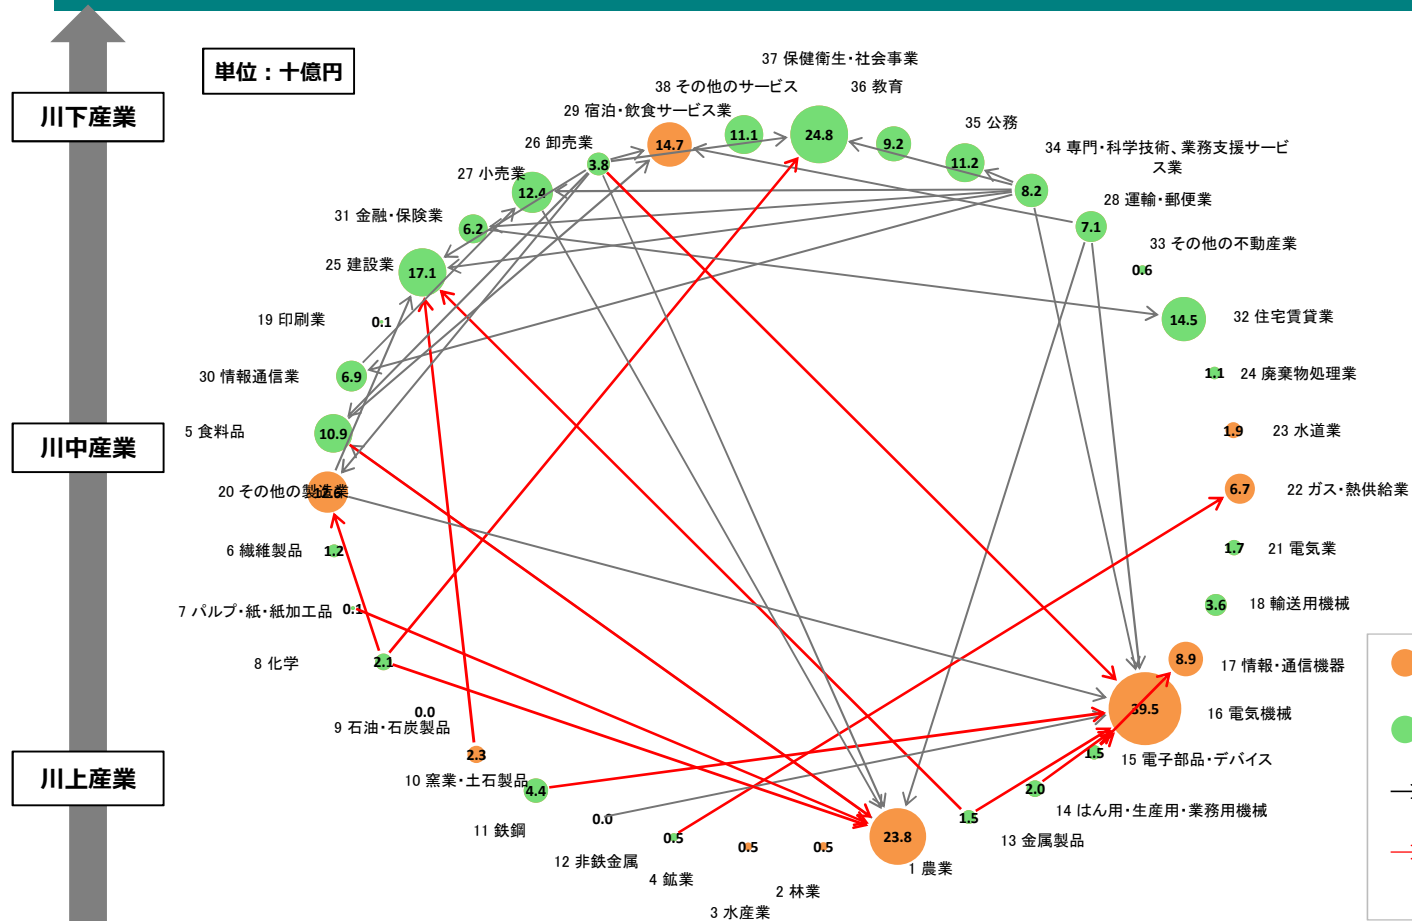 単位：十億円
川下産業
川中産業
川上産業
37 保健衛生・社会事業
38 その他のサービス
36 教育
29 宿泊・飲食サービス業
35 公務
26 卸売業
34 専門・科学技術、業務支援サービ
ス業
27 小売業
28 運輸・郵便業
31 金融・保険業
33 その他の不動産業
25 建設業
32 住宅賃貸業
19 印刷業
30 情報通信業
24 廃棄物処理業
5 食料品
23 水道業
20 その他の製造業
22 ガス・熱供給業
6 繊維製品
21 電気業
7 パルプ・紙・紙加工品
18 輸送用機械
8 化学
17 情報・通信機器
9 石油・石炭製品
16 電気機械
10 窯業・土石製品
15 電子部品・デバイス
11 鉄鋼
14 はん用・生産用・業務用機械
12 非鉄金属
13 金属製品
4 鉱業
1 農業
2 林業
3 水産業
11.1
24.8
9.2
14.7
3.8
11.2
12.4
8.2
6.2
7.1
17.1
0.6
0.1
14.5
6.9
1.1
10.9
1.9
12.6
6.7
1.2
1.7
0.1
3.6
2.1
8.9
0.0
39.5
2.3
1.5
4.4
2.0
0.0
1.5
0.5
0.5
0.5
23.8